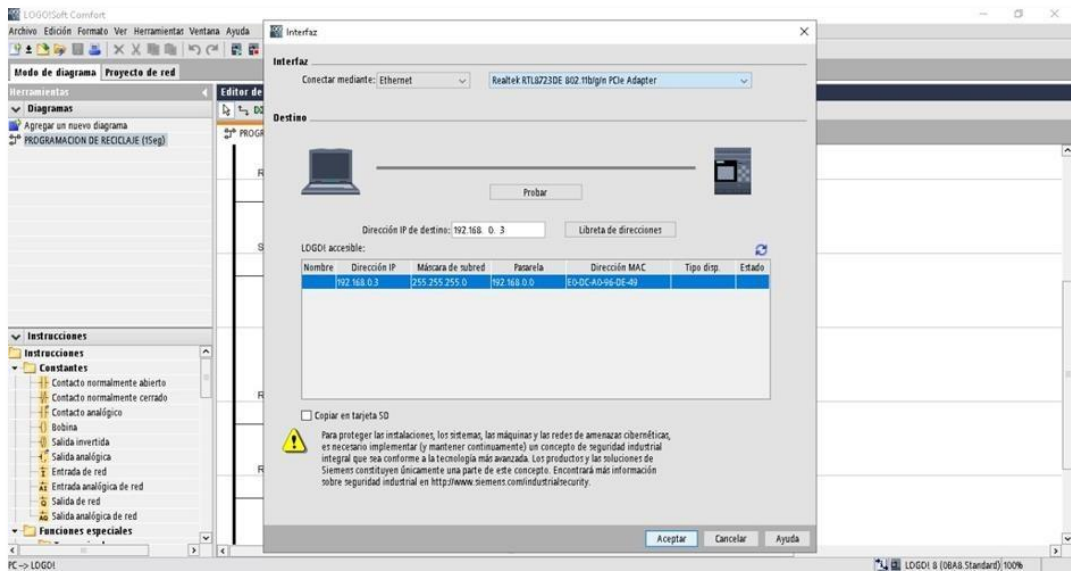 LOGO!Soft Comfort
Archivo Edición Formato Ver Herramientas Ventana Ayuda
Modo de diagrama Proyecto de red
Herramientas
Diagramas
Agregar un nuevo diagrama
PROGRAMACION DE RECICLAJE (1Seg)
Instrucciones
Instrucciones
Constantes
Contacto normalmente abierto
Contacto normalmente cerrado
Contacto analógico
Bobina
Salida invertida
Salida analógica
Entrada de red
Entrada analógica de red
Salida de red
Salida analógica de red
Funciones especiales
Editor de
PROGR
Interfaz
Interfaz
Conectar mediante: Ethernet
Realtek RTL8723DE 802.11b/g/n PCIe Adapter
Destino
Probar
Dirección IP de destino: 192.168. 0. 3
Libreta de direcciones
LOGO! accesible:
Nombre Dirección IP Máscara de subred Pasarela Dirección MAC Tipo disp. Estado
192.168.0.3 255.255.255.0 192.168.0.0 E0-DC-A0-96-DE-49
Copiar en tarjeta SD
Para proteger las instalaciones, los sistemas, las máquinas y las redes de amenazas cibernéticas,
es necesario implementar (y mantener continuamente) un concepto de seguridad industrial
integral que sea conforme a la tecnología más avanzada. Los productos y las soluciones de
Siemens constituyen únicamente una parte de este concepto. Encontrará más información
sobre seguridad industrial en http://www.siemens.com/industrialsecurity.
Aceptar Cancelar Ayuda
PC -> LOGO!
LOGO! 8 (0BA8.Standard) 100%